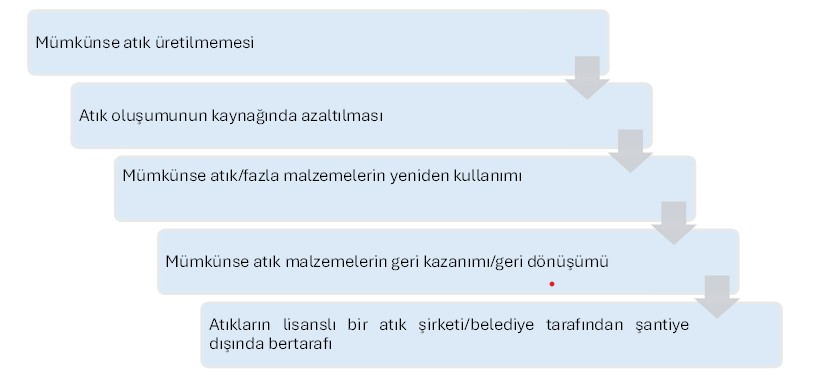 Mümkünse atık üretilmemesi
Atık oluşumunun kaynağında azaltılması
Mümkünse atık/fazla malzemelerin yeniden kullanımı
Mümkünse atık malzemelerin geri kazanımı/geri dönüşümü
Atıkların lisanslı bir atık şirketi/belediye tarafından şantiye
dışında bertarafı